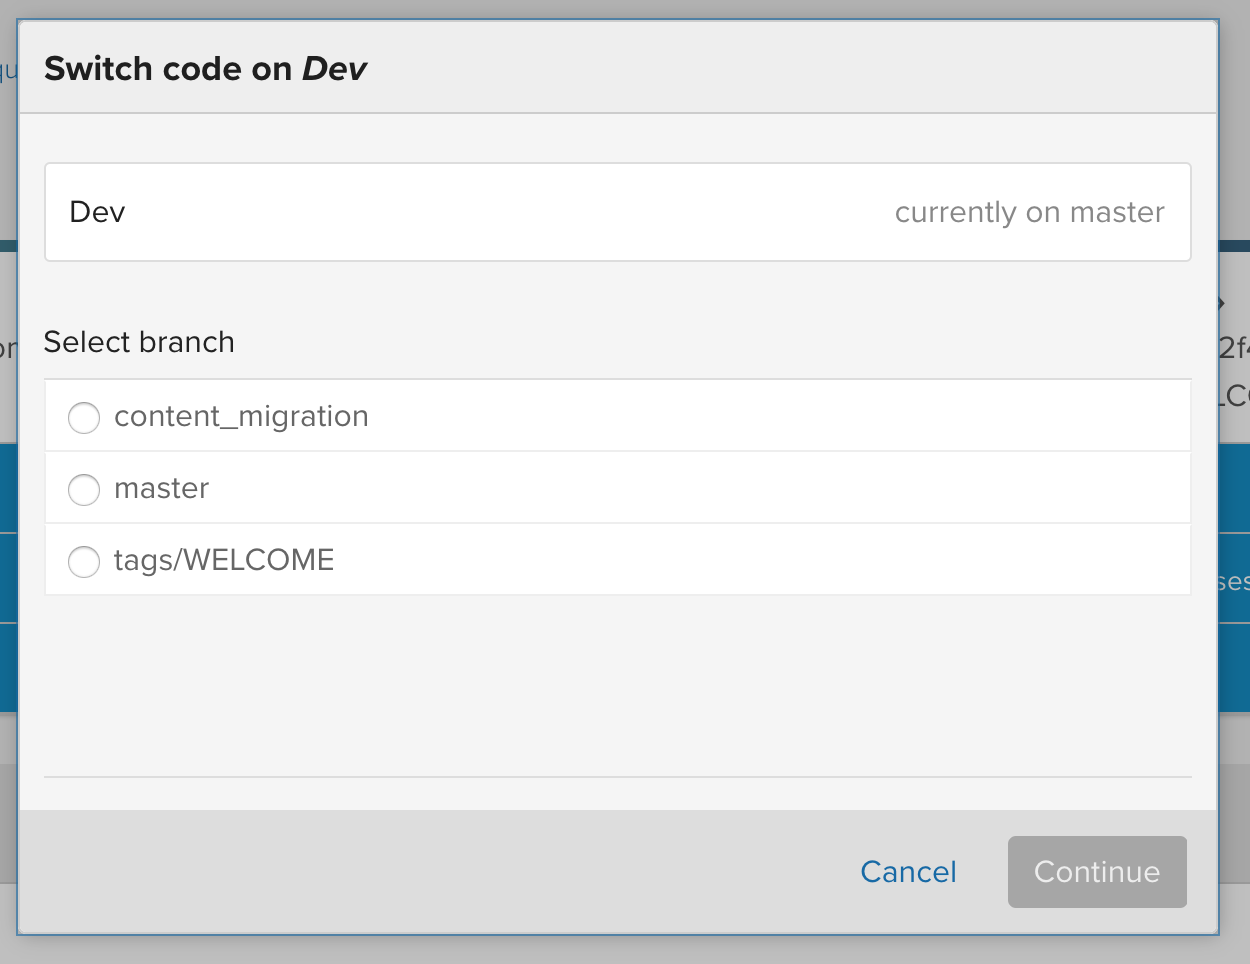 Switch code on Dev
Dev
currently on master
Select branch
content_migration
master
tags/WELCOME
Cancel
Continue